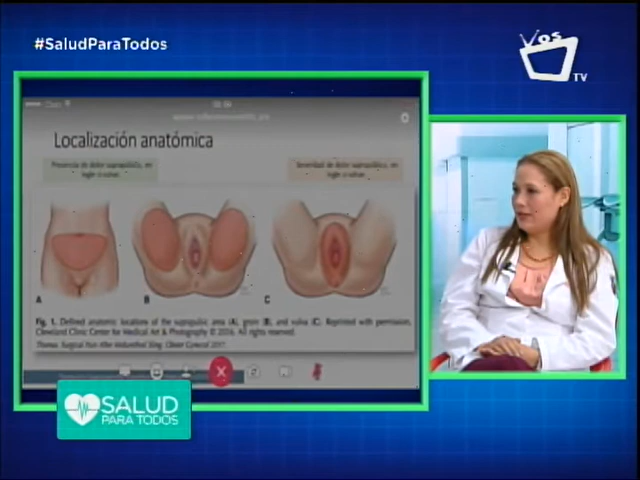 #SaludParaTodos
Vos
TV
Localización anatómica
Presencia de dolor suprapúbico, en
ingle o vulvar.
Severidad de dolor suprapúbico, en
ingle o vulvar.
A
B
C
Fig. 1. Defined anatomic locations of the suprapubic area (A), groin (B), and vulva (C). Reprinted with permission,
Cleveland Clinic Center for Medical Art & Photography © 2016. All rights reserved.
SALUD
PARA TODOS